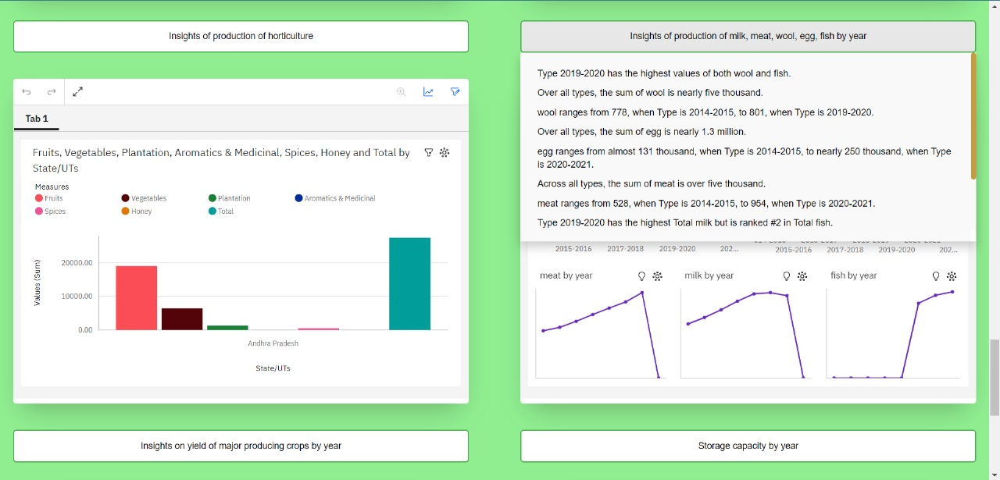 Insights of production of horticulture
Insights of production of milk, meat, wool, egg, fish by year
Type 2019-2020 has the highest values of both wool and fish.
Over all types, the sum of wool is nearly five thousand.
wool ranges from 778, when Type is 2014-2015, to 801, when Type is 2019-2020.
Over all types, the sum of egg is nearly 1.3 million.
egg ranges from almost 131 thousand, when Type is 2014-2015, to nearly 250 thousand, when Type
is 2020-2021.
Across all types, the sum of meat is over five thousand.
meat ranges from 528, when Type is 2014-2015, to 954, when Type is 2020-2021.
Type 2019-2020 has the highest Total milk but is ranked #2 in Total fish.
Tab 1
Fruits, Vegetables, Plantation, Aromatics & Medicinal, Spices, Honey and Total by
State/UTs
Measures
Fruits Vegetables Plantation Aromatics & Medicinal
Spices Honey Total
Values (Sum)
20000.00
10000.00
0.00
Andhra Pradesh
State/UTs
2015-2016 2017-2018 2019-2020 202...
2015-2016 2017-2018 2019-2020 202...
meat by year
milk by year
fish by year
Insights on yield of major producing crops by year
Storage capacity by year